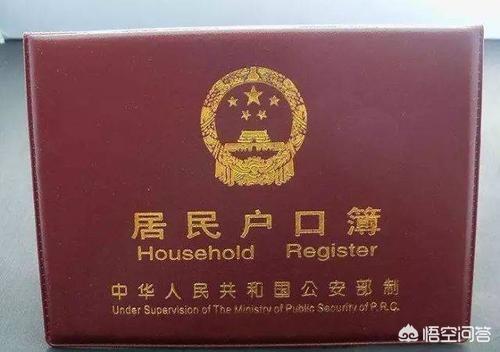 居民户口簿
Household Register
中华人民共和国公安部制
Under Supervision of The Ministry of Public Security of P.R.C.
悟空问答